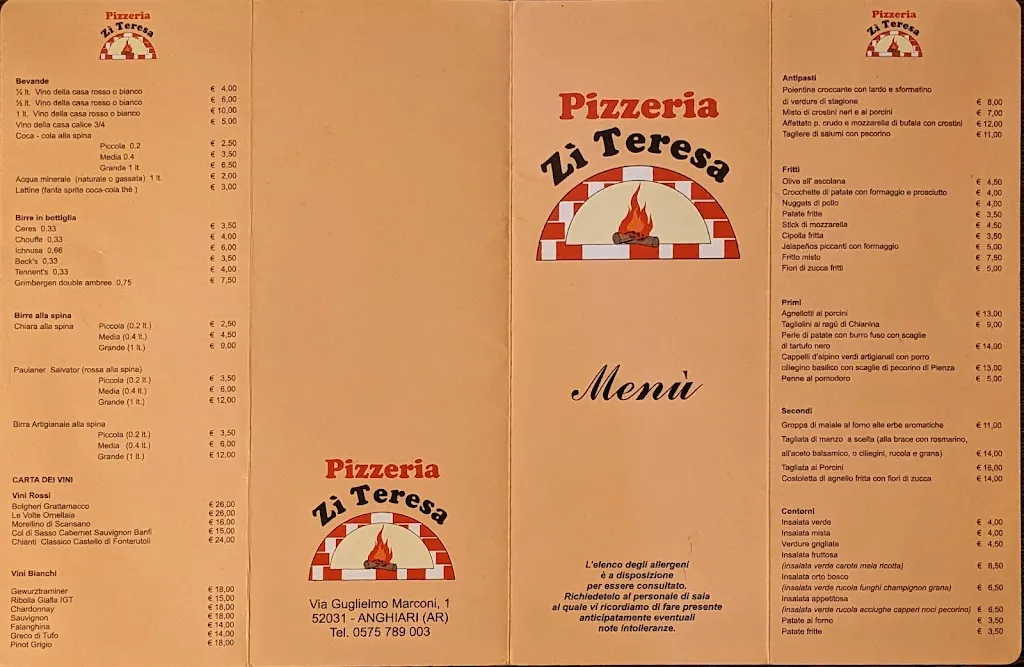 Pizzeria
Zì Teresa
Bevande
¼ lt. Vino della casa rosso o bianco € 4,00
½ lt. Vino della casa rosso o bianco € 6,00
1 lt. Vino della casa rosso o bianco € 10,00
Vino della casa calice 3/4 € 5,00
Coca - cola alla spina
Piccola 0.2 € 2,50
Media 0.4 € 3,50
Grande 1 lt. € 6,50
Acqua minerale (naturale o gassata) 1 lt. € 2,00
Lattine (fanta sprite coca-cola thè ) € 3,00
Birre in bottiglia
Ceres 0,33 € 3,50
Chouffe 0,33 € 4,00
Ichnusa 0,66 € 6,00
Beck's 0,33 € 3,50
Tennent's 0,33 € 4,00
Grimbergen double ambree 0,75 € 7,50
Birre alla spina
Chiara alla spina Piccola (0.2 lt.) € 2,50
Media (0.4 lt.) € 4,50
Grande (1 lt.) € 9,00
Paulaner Salvator (rossa alla spina)
Piccola (0.2 lt.) € 3,50
Media (0.4 lt.) € 6,00
Grande (1 lt.) € 12,00
Birra Artigianale alla spina
Piccola (0.2 lt.) € 3,50
Media (0.4 lt.) € 6,00
Grande (1 lt.) € 12,00
CARTA DEI VINI
Vini Rossi
Bolgheri Grattamacco € 26,00
Le Volte Ornellaia € 26,00
Morellino di Scansano € 16,00
Col di Sasso Cabernet Sauvignon Banfi € 15,00
Chianti Classico Castello di Fonterutoli € 24,00
Vini Bianchi
Gewurztraminer € 18,00
Ribolla Gialla IGT € 15,00
Chardonnay € 18,00
Sauvignon € 18,00
Falanghina € 14,00
Greco di Tufo € 14,00
Pinot Grigio € 18,00
Pizzeria
Zì Teresa
Via Guglielmo Marconi, 1
52031 - ANGHIARI (AR)
Tel. 0575 789 003
Pizzeria
Zì Teresa
Menù
L'elenco degli allergeni
è a disposizione
per essere consultato.
Richiedetelo al personale di sala
al quale vi ricordiamo di fare presente
anticipatamente eventuali
note intolleranze.
Pizzeria
Zì Teresa
Antipasti
Polentina croccante con lardo e sformatino
di verdure di stagione € 8,00
Misto di crostini neri e ai porcini € 7,00
Affettato p. crudo e mozzarella di bufala con crostini € 12,00
Tagliere di salumi con pecorino € 11,00
Fritti
Olive all' ascolana € 4,50
Crocchette di patate con formaggio e prosciutto € 4,00
Nuggets di pollo € 4,00
Patate fritte € 3,50
Stick di mozzarella € 4,50
Cipolla fritta € 3,50
Jalapeños piccanti con formaggio € 5,00
Fritto misto € 7,50
Fiori di zucca fritti € 5,00
Primi
Agnellotti ai porcini € 13,00
Tagliolini al ragù di Chianina € 9,00
Perle di patate con burro fuso con scaglie
di tartufo nero € 14,00
Cappelli d'alpino verdi artigianali con porro
ciliegino basilico con scaglie di pecorino di Pienza € 13,00
Penne al pomodoro € 5,00
Secondi
Groppa di maiale al forno alle erbe aromatiche € 11,00
Tagliata di manzo a scelta (alla brace con rosmarino,
all'aceto balsamico, o ciliegini, rucola e grana) € 14,00
Tagliata ai Porcini € 16,00
Costoletta di agnello fritta con fiori di zucca € 14,00
Contorni
Insalata verde € 4,00
Insalata mista € 4,00
Verdure grigliate € 4,50
Insalata fruttosa
(insalata verde carote mela ricotta) € 6,50
Insalata orto bosco
(insalata verde rucola funghi champignon grana) € 6,50
Insalata appetitosa
(insalata verde rucola acciughe capperi noci pecorino) € 6,50
Patate al forno € 3,50
Patate fritte € 3,50